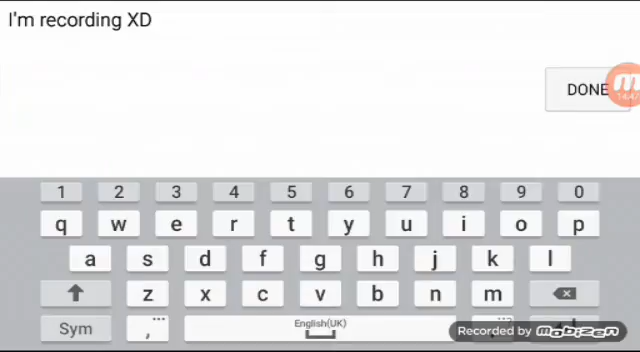 I'm recording XD
DONE
1 2 3 4 5 6 7 8 9 0
q w e r t y u i o p
a s d f g h j k l
z x c v b n m
Sym , English(UK)
Recorded by mobizen